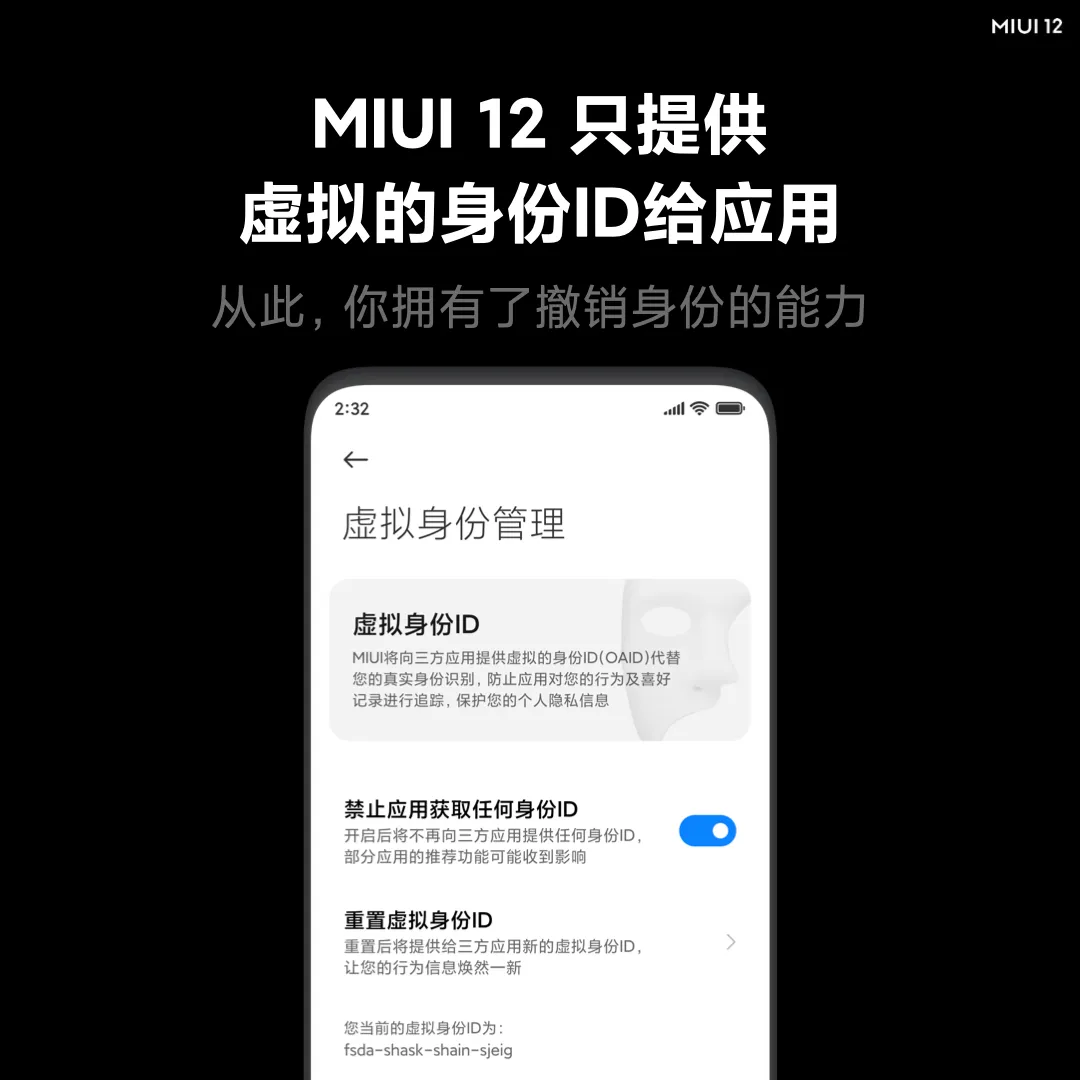 MIUI 12
MIUI 12 只提供
虚拟的身份ID给应用
从此，你拥有了撤销身份的能力
2:32
虚拟身份管理
虚拟身份ID
MIUI将向三方应用提供虚拟的身份ID(OAID)代替
您的真实身份识别，防止应用对您的行为及喜好
记录进行追踪，保护您的个人隐私信息
禁止应用获取任何身份ID
开启后将不再向三方应用提供任何身份ID，
部分应用的推荐功能可能收到影响
重置虚拟身份ID
重置后将提供给三方应用新的虚拟身份ID，
让您的行为信息焕然一新
您当前的虚拟身份ID为：
fsda-shask-shain-sjeig